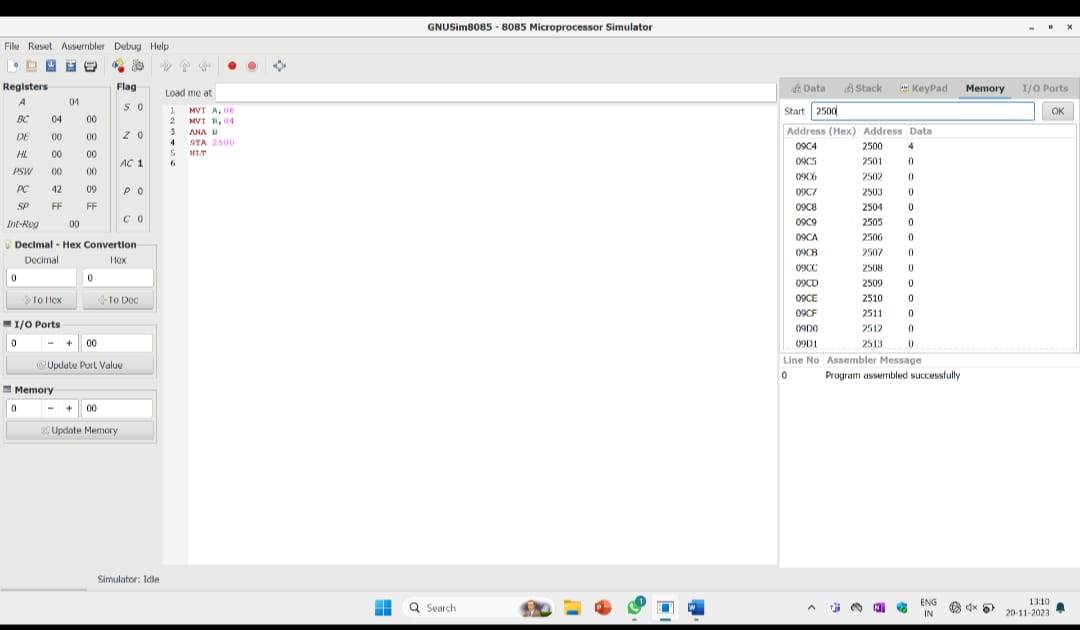 GNUSim8085 - 8085 Microprocessor Simulator
File Reset Assembler Debug Help
Registers
Flag
A 04
BC 04 00
DE 00 00
HL 00 00
PSW 00 00
PC 42 09
SP FF FF
Int-Reg 00
S 0
Z 0
AC 1
P 0
C 0
Decimal - Hex Convertion
Decimal Hex
0 0
To Hex To Dec
I/O Ports
0 - + 00
Update Port Value
Memory
0 - + 00
Update Memory
Load me at
1 MVI A,06
2 MVI B,04
3 ANA B
4 STA 2500
5 HLT
6
Data Stack KeyPad Memory I/O Ports
Start 2500 OK
Address (Hex) Address Data
09C4 2500 4
09C5 2501 0
09C6 2502 0
09C7 2503 0
09C8 2504 0
09C9 2505 0
09CA 2506 0
09CB 2507 0
09CC 2508 0
09CD 2509 0
09CE 2510 0
09CF 2511 0
09D0 2512 0
09D1 2513 0
Line No Assembler Message
0 Program assembled successfully
Simulator: Idle
Search
1
ENG
IN
13:10
20-11-2023